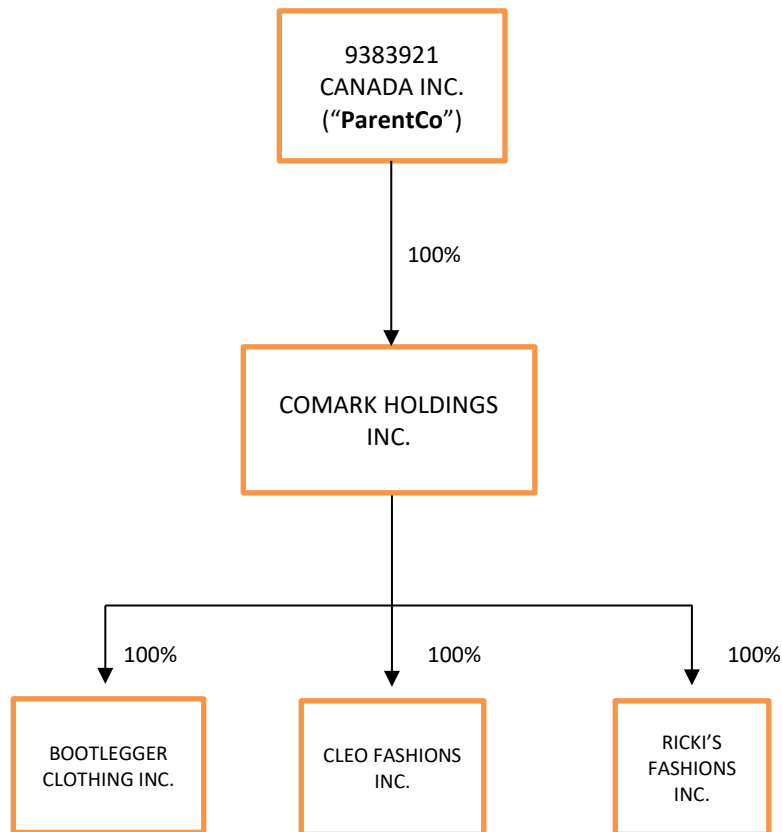 9383921
CANADA INC.
(“ParentCo”)
100%
COMARK HOLDINGS
INC.
100%
100%
100%
BOOTLEGGER
CLOTHING INC.
CLEO FASHIONS
INC.
RICKI’S
FASHIONS
INC.